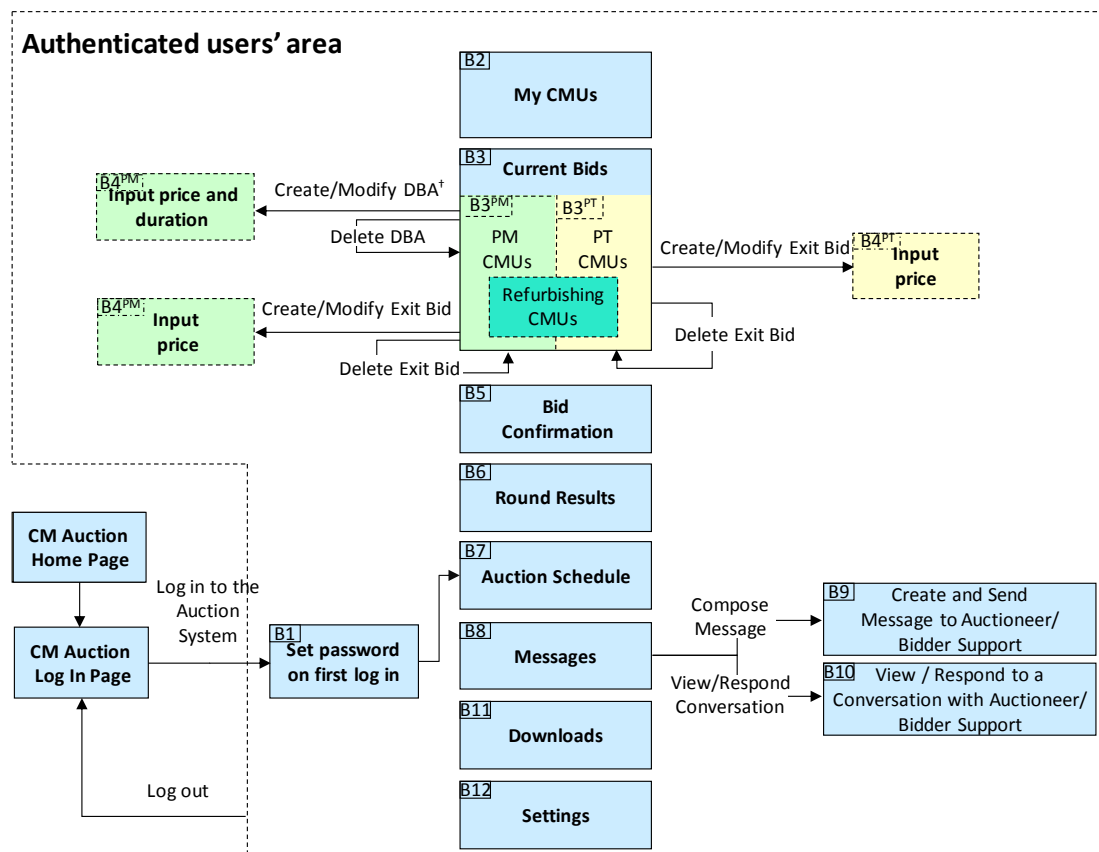 Authenticated users’ area
B2
My CMUs
B3
Current Bids
B4PM
Input price and
duration
Create/Modify DBA†
Delete DBA
B3PM
PM
CMUs
B3PT
PT
CMUs
Refurbishing
CMUs
Create/Modify Exit Bid
B4PT
Input
price
B4PM
Input
price
Create/Modify Exit Bid
Delete Exit Bid
Delete Exit Bid
B5
Bid
Confirmation
B6
Round Results
CM Auction
Home Page
Log in to the
Auction
System
CM Auction
Log In Page
B1
Set password
on first log in
B7
Auction Schedule
B8
Messages
Compose
Message
View/Respond
Conversation
B9
Create and Send
Message to Auctioneer/
Bidder Support
B10
View / Respond to a
Conversation with Auctioneer/
Bidder Support
B11
Downloads
Log out
B12
Settings